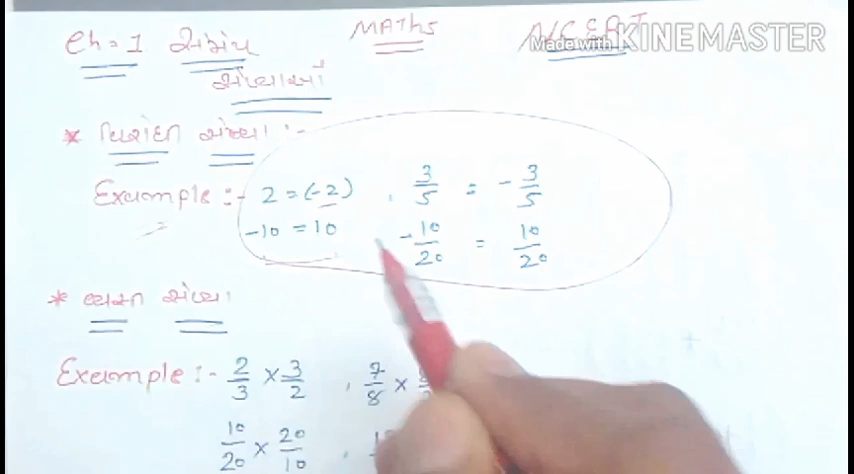 Ch = 1 સંમેય MATHS NCERT
Made with KINEMASTER
સંખ્યાઓ
* વિરોધી સંખ્યા :-
Example :- 2 = (-2) , 3/5 = - 3/5
-10 = 10 - 10/20 = 10/20
* વ્યસ્ત સંખ્યા
Example :- 2/3 × 3/2 , 7/8 ×
10/20 × 20/10 ,